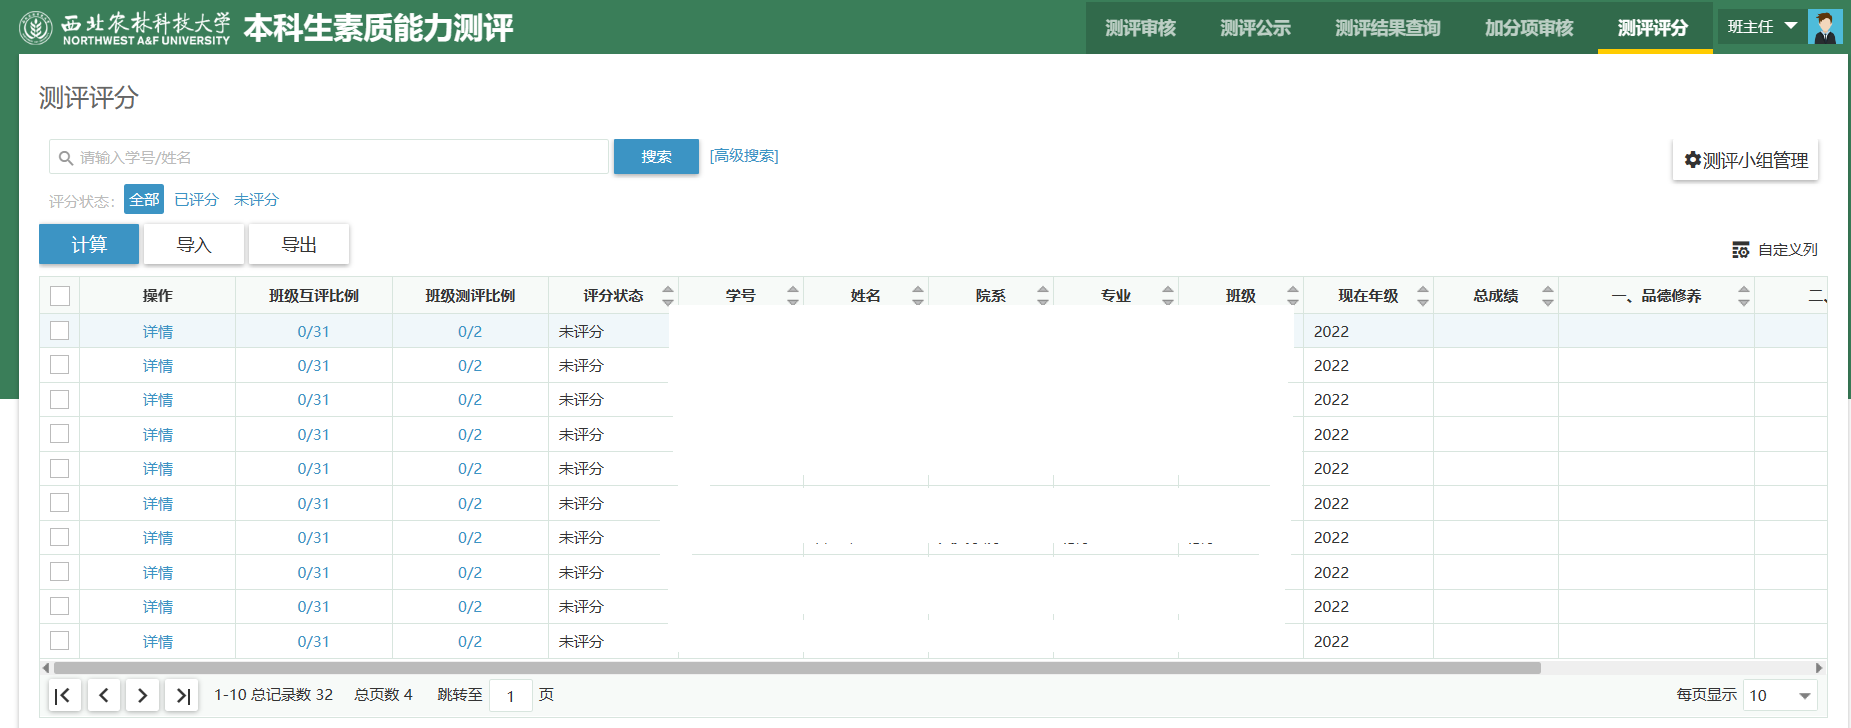 西北农林科技大学
NORTHWEST A&F UNIVERSITY
本科生素质能力测评
测评审核 测评公示 测评结果查询 加分项审核 测评评分 班主任
测评评分
请输入学号/姓名 搜索 [高级搜索]
测评小组管理
评分状态: 全部 已评分 未评分
计算 导入 导出
自定义列
操作 班级互评比例 班级测评比例 评分状态 学号 姓名 院系 专业 班级 现在年级 总成绩 一、品德修养 二、
详情 0/31 0/2 未评分 2022
详情 0/31 0/2 未评分 2022
详情 0/31 0/2 未评分 2022
详情 0/31 0/2 未评分 2022
详情 0/31 0/2 未评分 2022
详情 0/31 0/2 未评分 2022
详情 0/31 0/2 未评分 2022
详情 0/31 0/2 未评分 2022
详情 0/31 0/2 未评分 2022
详情 0/31 0/2 未评分 2022
1-10 总记录数 32 总页数 4 跳转至 1 页 每页显示 10